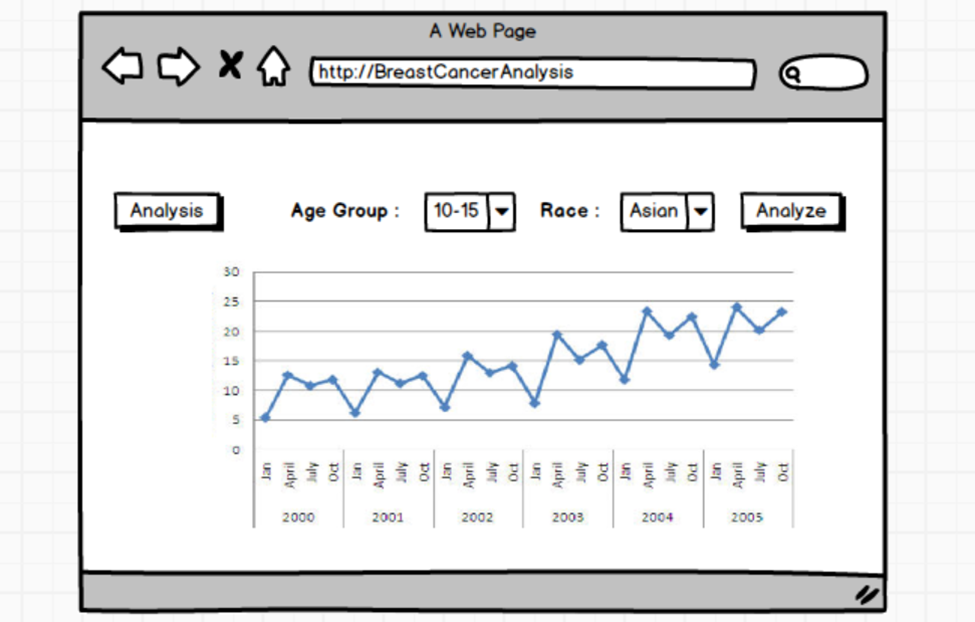 A Web Page
http://BreastCancerAnalysis
Analysis Age Group : 10-15 Race : Asian Analyze
30
25
20
15
10
5
0
Jan April July Oct Jan April July Oct Jan April July Oct Jan April July Oct Jan April July Oct Jan April July Oct
2000 2001 2002 2003 2004 2005